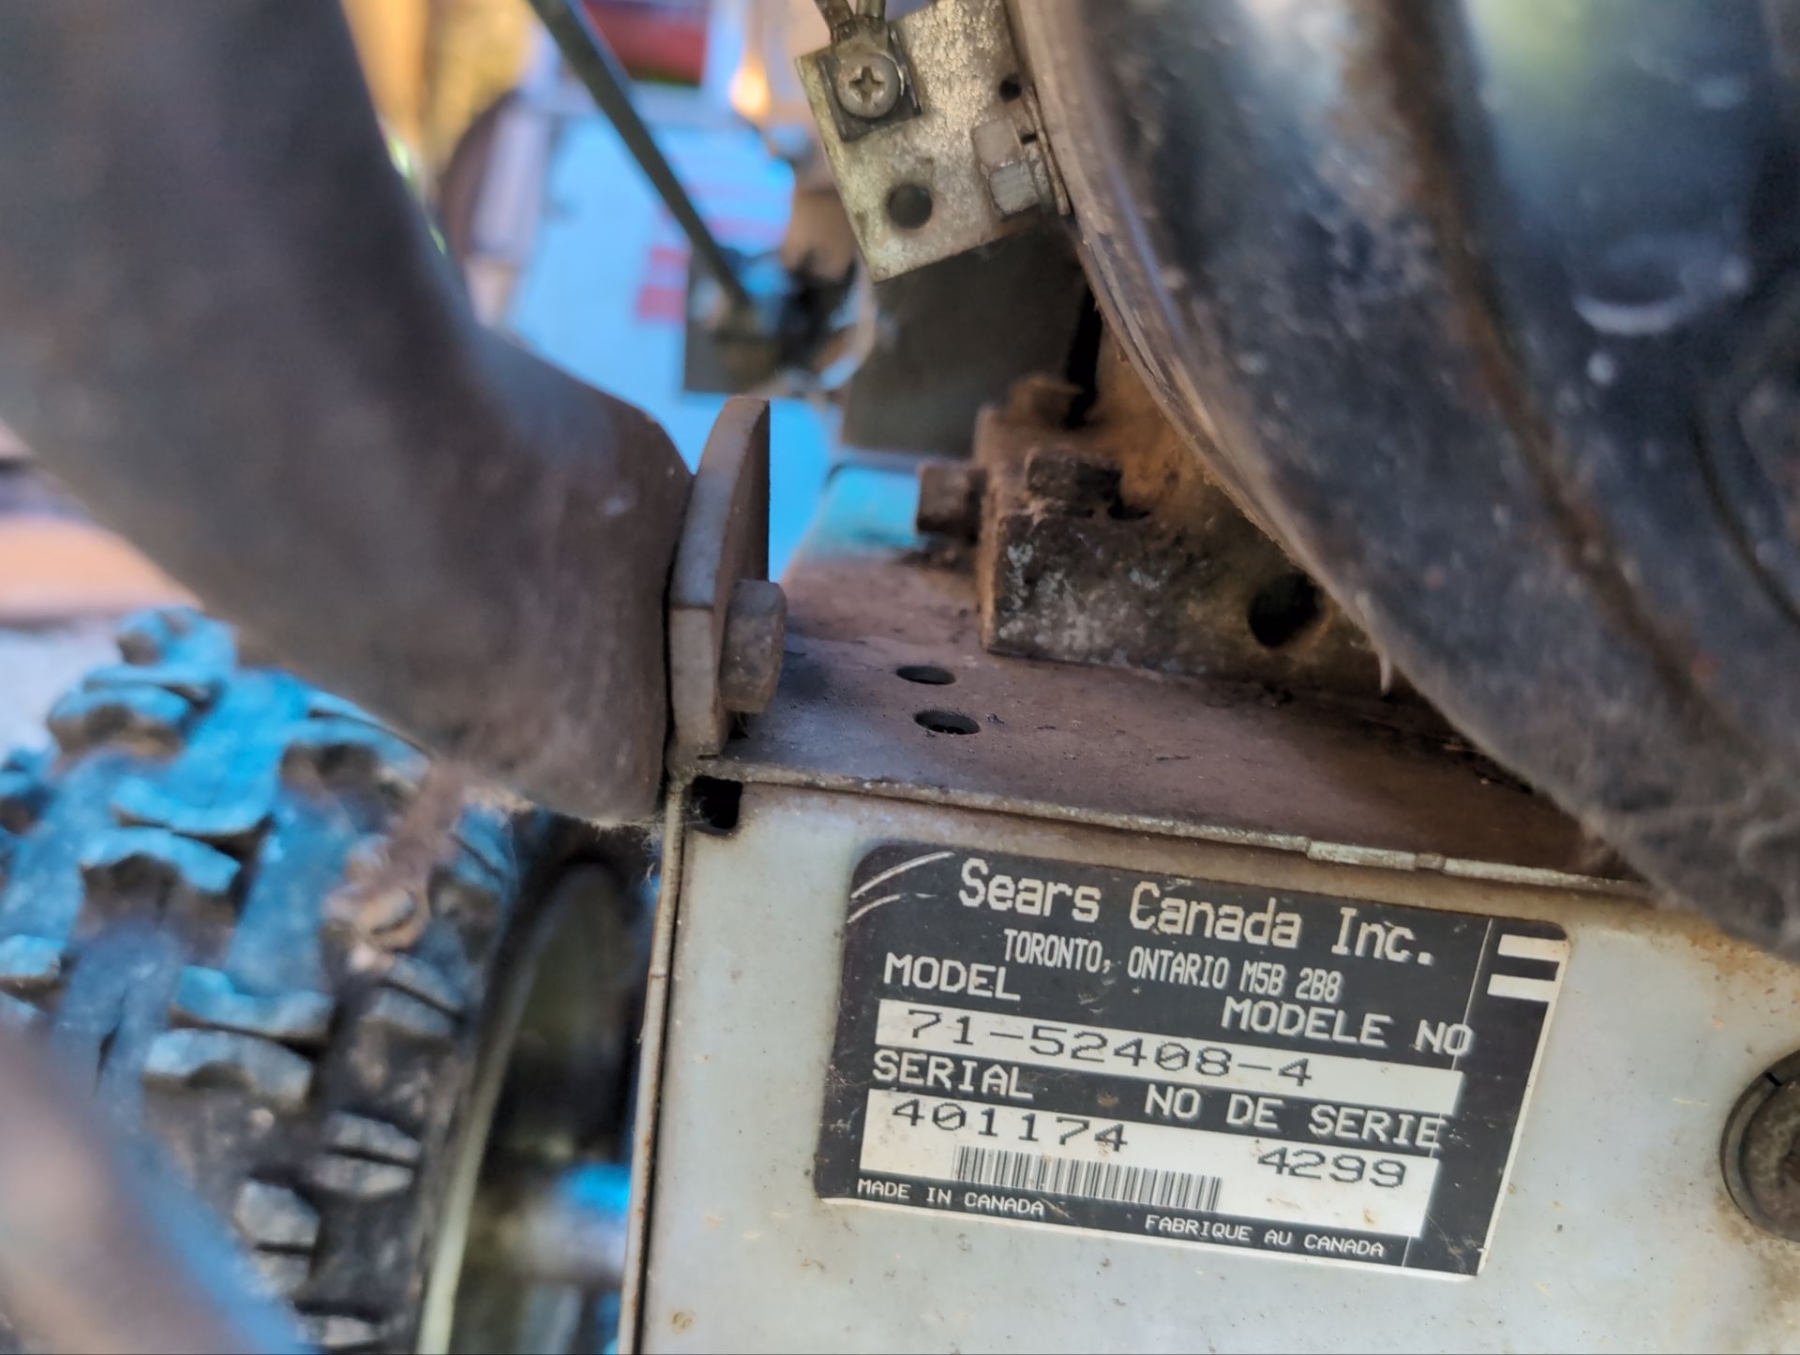 Sears Canada Inc.
TORONTO, ONTARIO M5B 2B8
MODEL MODELE NO
71-52408-4
SERIAL NO DE SERIE
401174 4299
MADE IN CANADA FABRIQUE AU CANADA